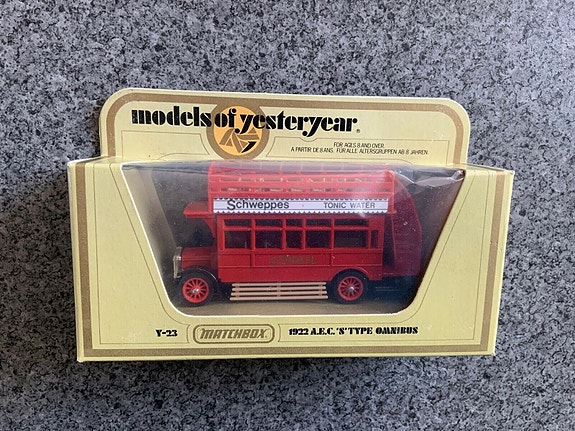 models of yesteryear ®
FOR AGES 8 AND OVER.
A PARTIR DE 8 ANS. FÜR ALLE ALTERSGRUPPEN AB 8 JAHREN.
Schweppes TONIC WATER
Y-23 MATCHBOX 1922 A.E.C. 'S' TYPE OMNIBUS